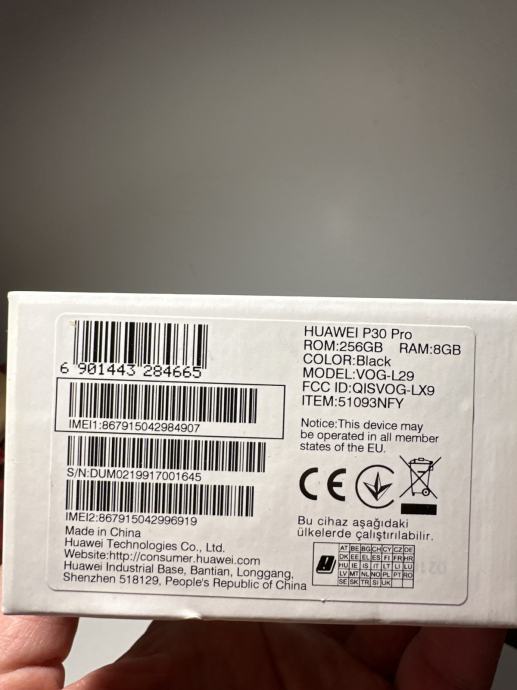 HUAWEI P30 Pro
ROM:256GB RAM:8GB
COLOR:Black
MODEL:VOG-L29
FCC ID:QISVOG-LX9
ITEM:51093NFY
6 901443 284665
IMEI1:867915042984907
S/N:DUM0219917001645
IMEI2:867915042996919
Made in China
Huawei Technologies Co., Ltd.
Website:http://consumer.huawei.com
Huawei Industrial Base, Bantian, Longgang,
Shenzhen 518129, People's Republic of China
Notice:This device may
be operated in all member
states of the EU.
CE
Bu cihaz aşağıdaki
ülkelerde çalıştırılabilir.
AT BE BG CH CY CZ DE
DK EE EL ES FI FR HR
HU IE IS IT LT LI LU
LV MT NL NO PL PT RO
SE SK TR SI UK